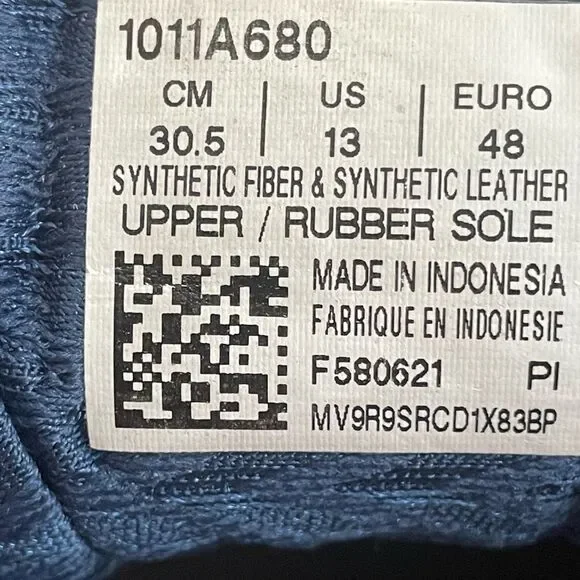 1011A680
CM | US | EURO
30.5 | 13 | 48
SYNTHETIC FIBER & SYNTHETIC LEATHER
UPPER / RUBBER SOLE
MADE IN INDONESIA
FABRIQUE EN INDONESIE
F580621 PI
MV9R9SRCD1X83BP